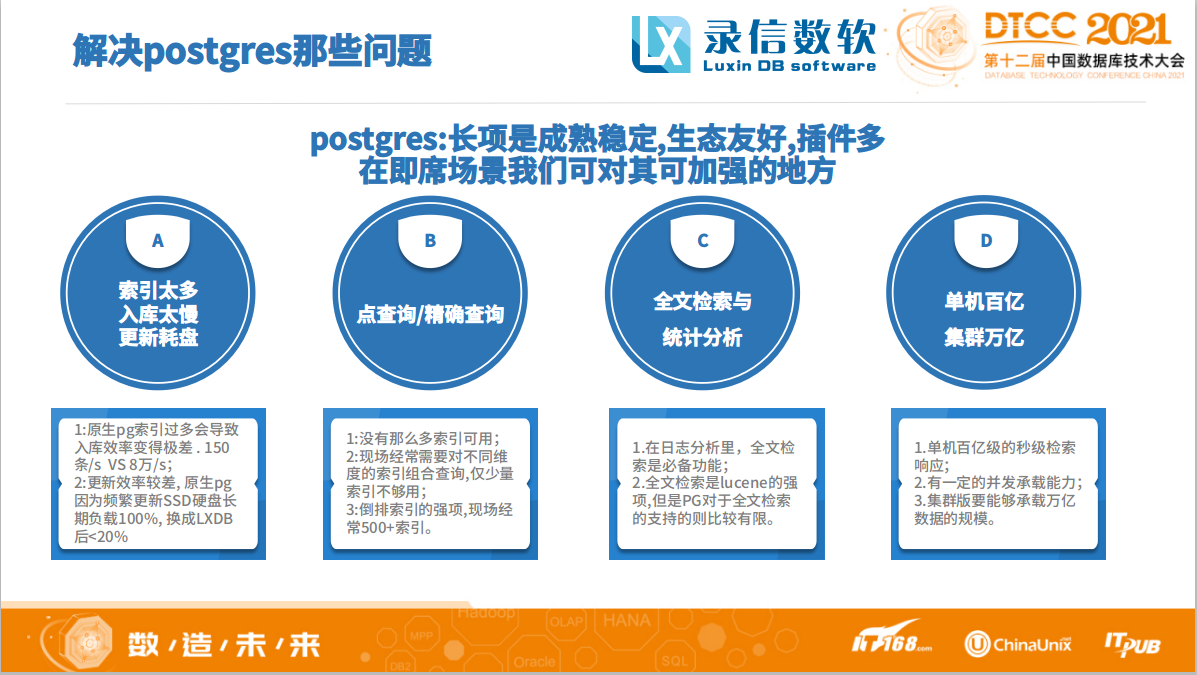 解决postgres那些问题
LX
录信数软
Luxin DB software
DTCC 2021
第十二届中国数据库技术大会
DATABASE TECHNOLOGY CONFERENCE CHINA 2021
postgres:长项是成熟稳定,生态友好,插件多
在即席场景我们可对其可加强的地方
A
索引太多
入库太慢
更新耗盘
B
点查询/精确查询
C
全文检索与
统计分析
D
单机百亿
集群万亿
1:原生pg索引过多会导致
入库效率变得极差 . 150
条/s VS 8万/s；
2:更新效率较差, 原生pg
因为频繁更新SSD硬盘长
期负载100%, 换成LXDB
后<20%
1:没有那么多索引可用；
2:现场经常需要对不同维
度的索引组合查询,仅少量
索引不够用；
3:倒排索引的强项,现场经
常500+索引。
1.在日志分析里，全文检
索是必备功能；
2.全文检索是lucene的强
项,但是PG对于全文检索
的支持的则比较有限。
1.单机百亿级的秒级检索
响应；
2.有一定的并发承载能力；
3.集群版要能够承载万亿
数据的规模。
数/造/未/来
Hadoop
MPP
DB2
OLAP
Oracle
HANA
SQL
IT168.com
ChinaUnix.net
ITPUB